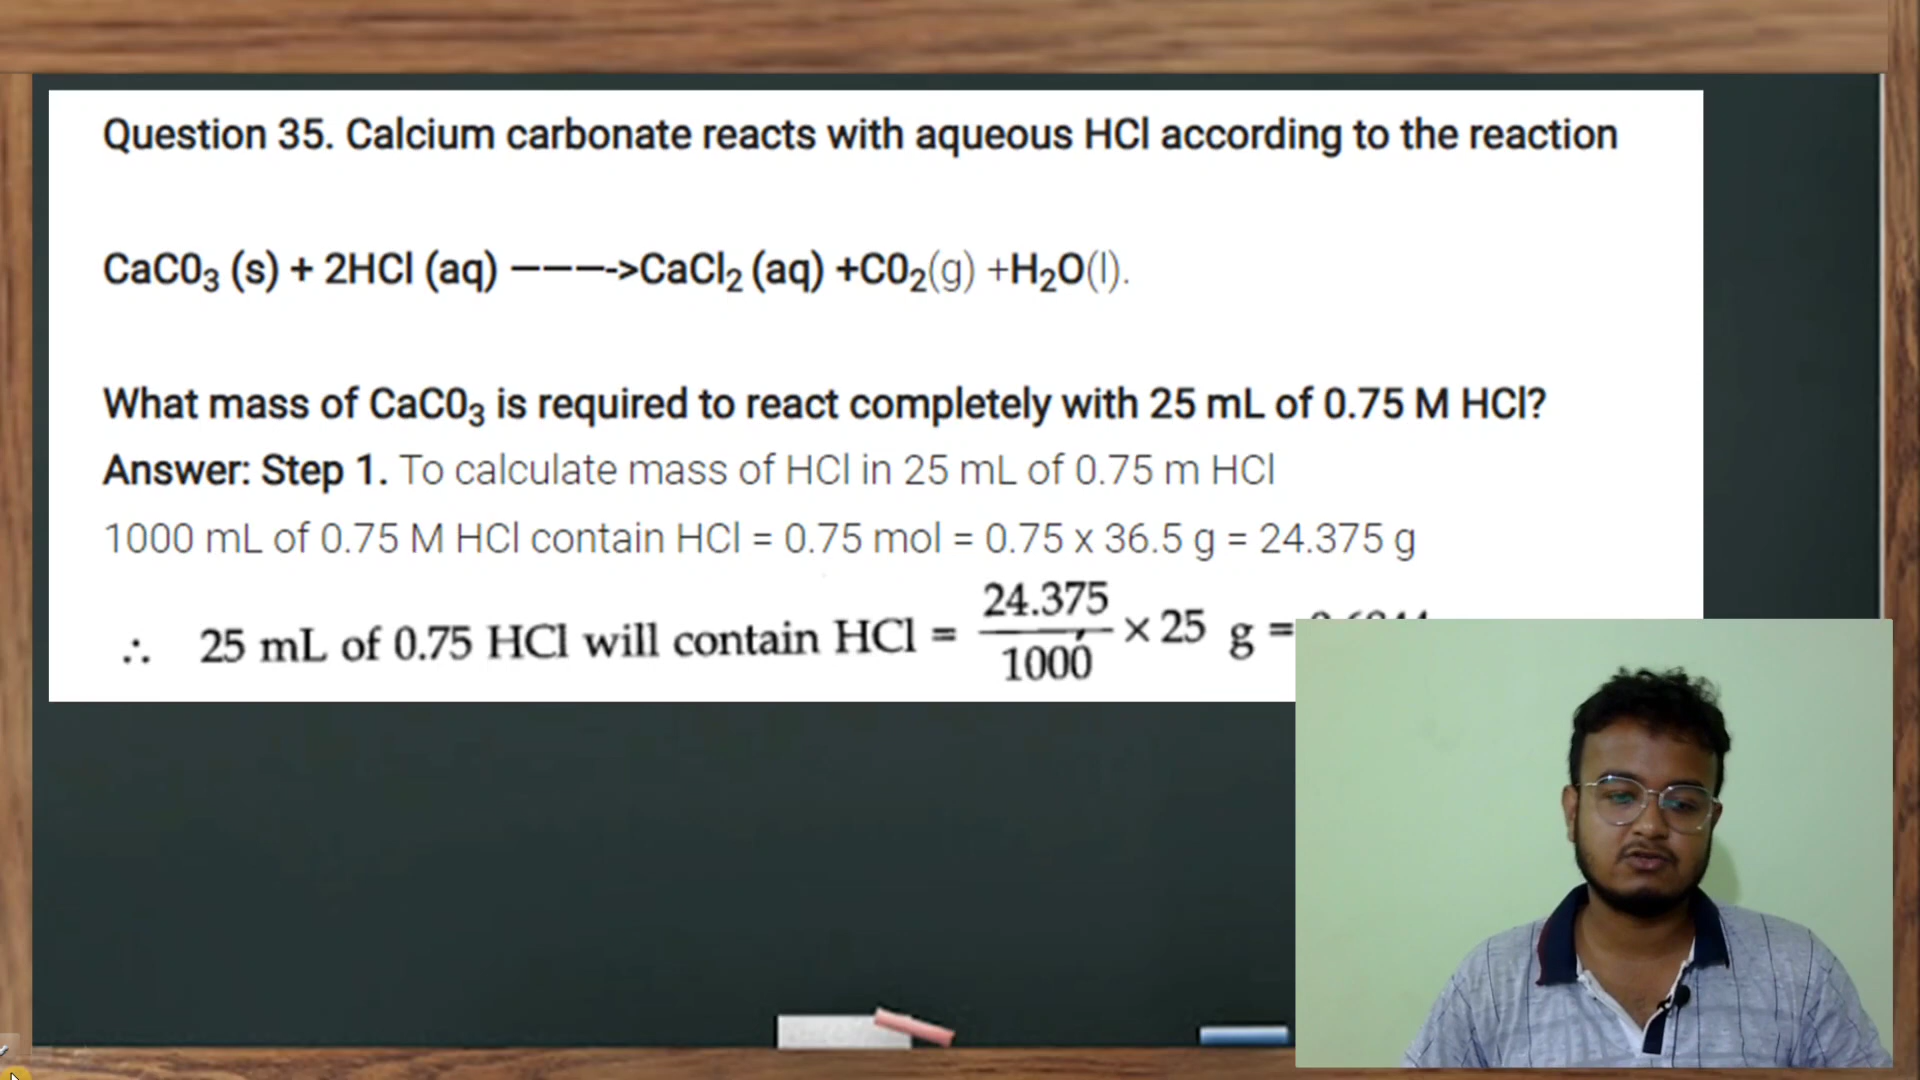 Question 35. Calcium carbonate reacts with aqueous HCl according to the reaction
CaC0₃ (s) + 2HCl (aq) ––––->CaCl₂ (aq) +C0₂(g) +H₂O(l).
What mass of CaC0₃ is required to react completely with 25 mL of 0.75 M HCl?
Answer: Step 1. To calculate mass of HCl in 25 mL of 0.75 m HCl
1000 mL of 0.75 M HCl contain HCl = 0.75 mol = 0.75 x 36.5 g = 24.375 g
∴ 25 mL of 0.75 HCl will contain HCl = 24.375/1000 × 25 g =